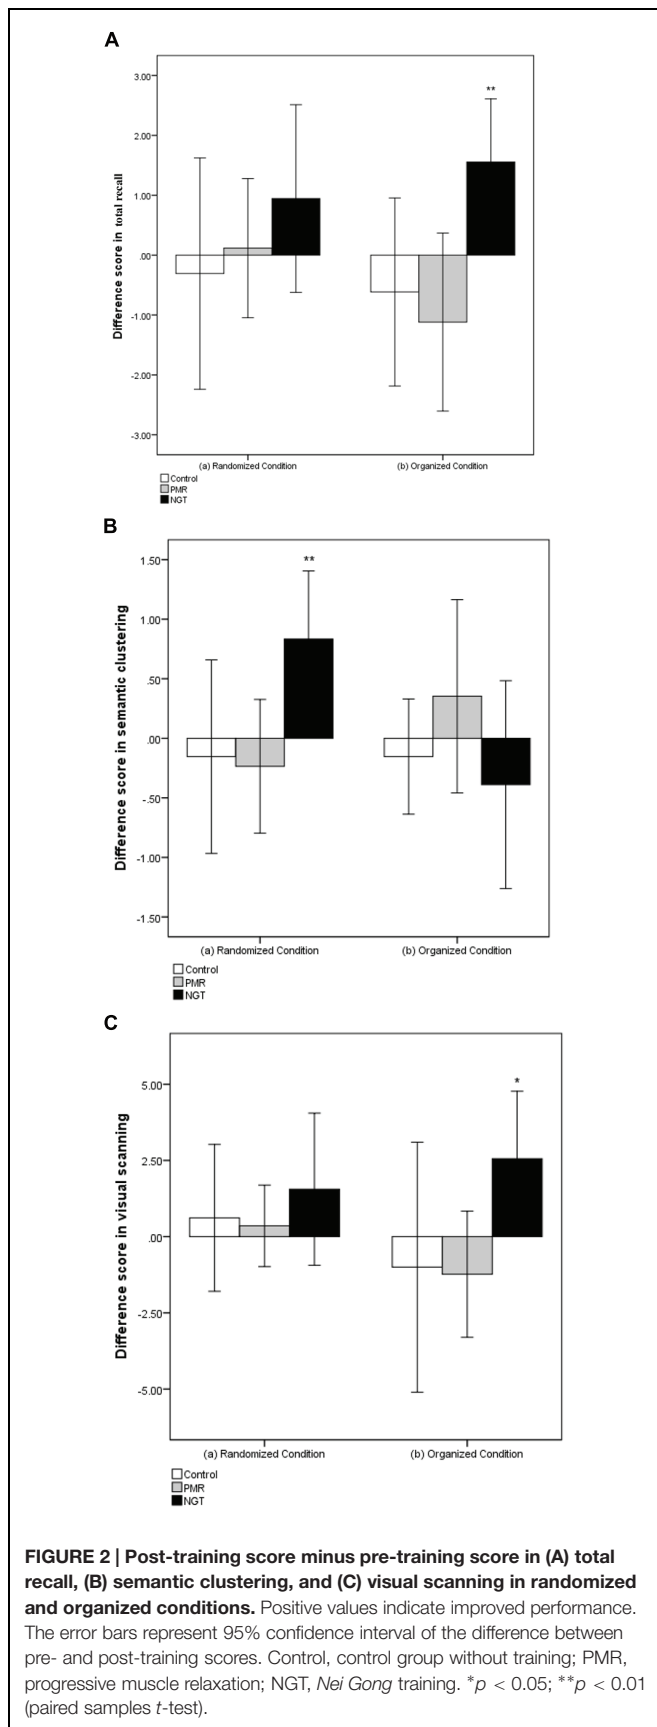 A
3.00
2.00
1.00
.00
-1.00
-2.00
-3.00
Difference score in total recall
**
(a) Randomized Condition
(b) Organized Condition
Control
PMR
NGT
B
1.50
1.00
.50
.00
-.50
-1.00
-1.50
Difference score in semantic clustering
**
(a) Randomized Condition
(b) Organized Condition
Control
PMR
NGT
C
5.00
2.50
.00
-2.50
-5.00
Difference score in visual scanning
*
(a) Randomized Condition
(b) Organized Condition
Control
PMR
NGT
FIGURE 2 | Post-training score minus pre-training score in (A) total
recall, (B) semantic clustering, and (C) visual scanning in randomized
and organized conditions. Positive values indicate improved performance.
The error bars represent 95% confidence interval of the difference between
pre- and post-training scores. Control, control group without training; PMR,
progressive muscle relaxation; NGT, Nei Gong training. *p < 0.05; **p < 0.01
(paired samples t-test).